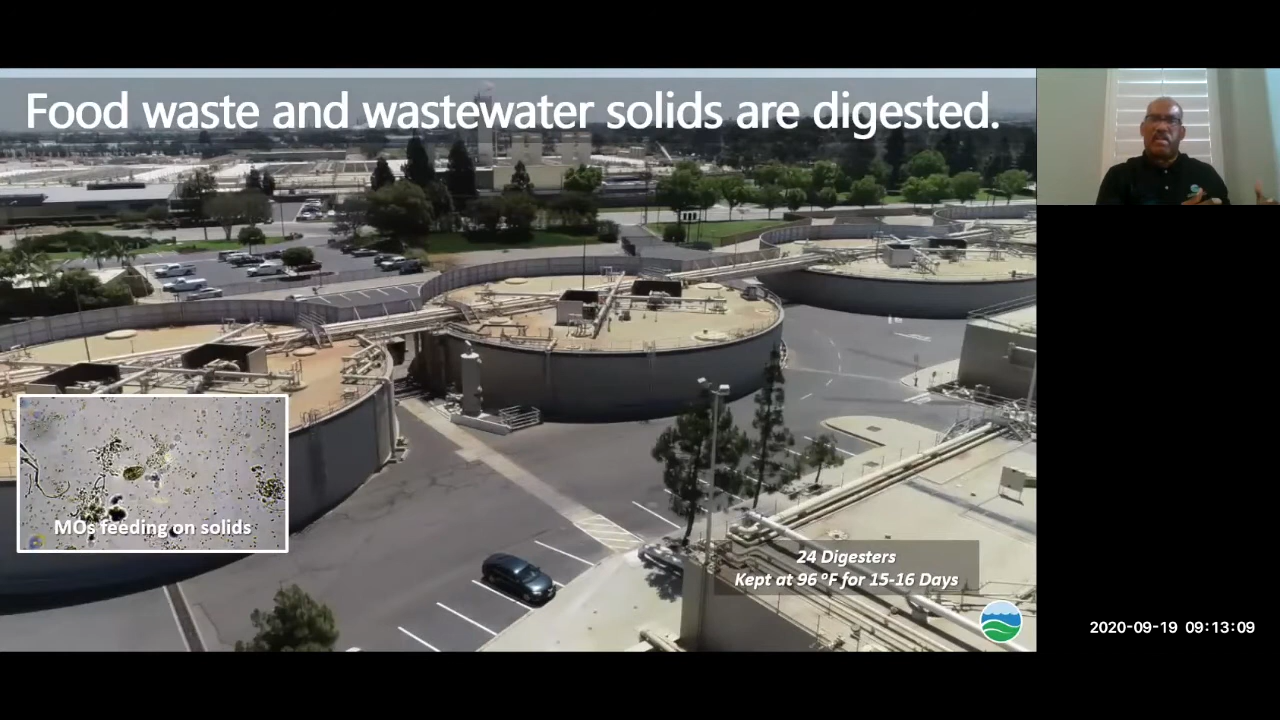 Food waste and wastewater solids are digested.
MOs feeding on solids
24 Digesters
Kept at 96 °F for 15-16 Days
2020-09-19 09:13:09